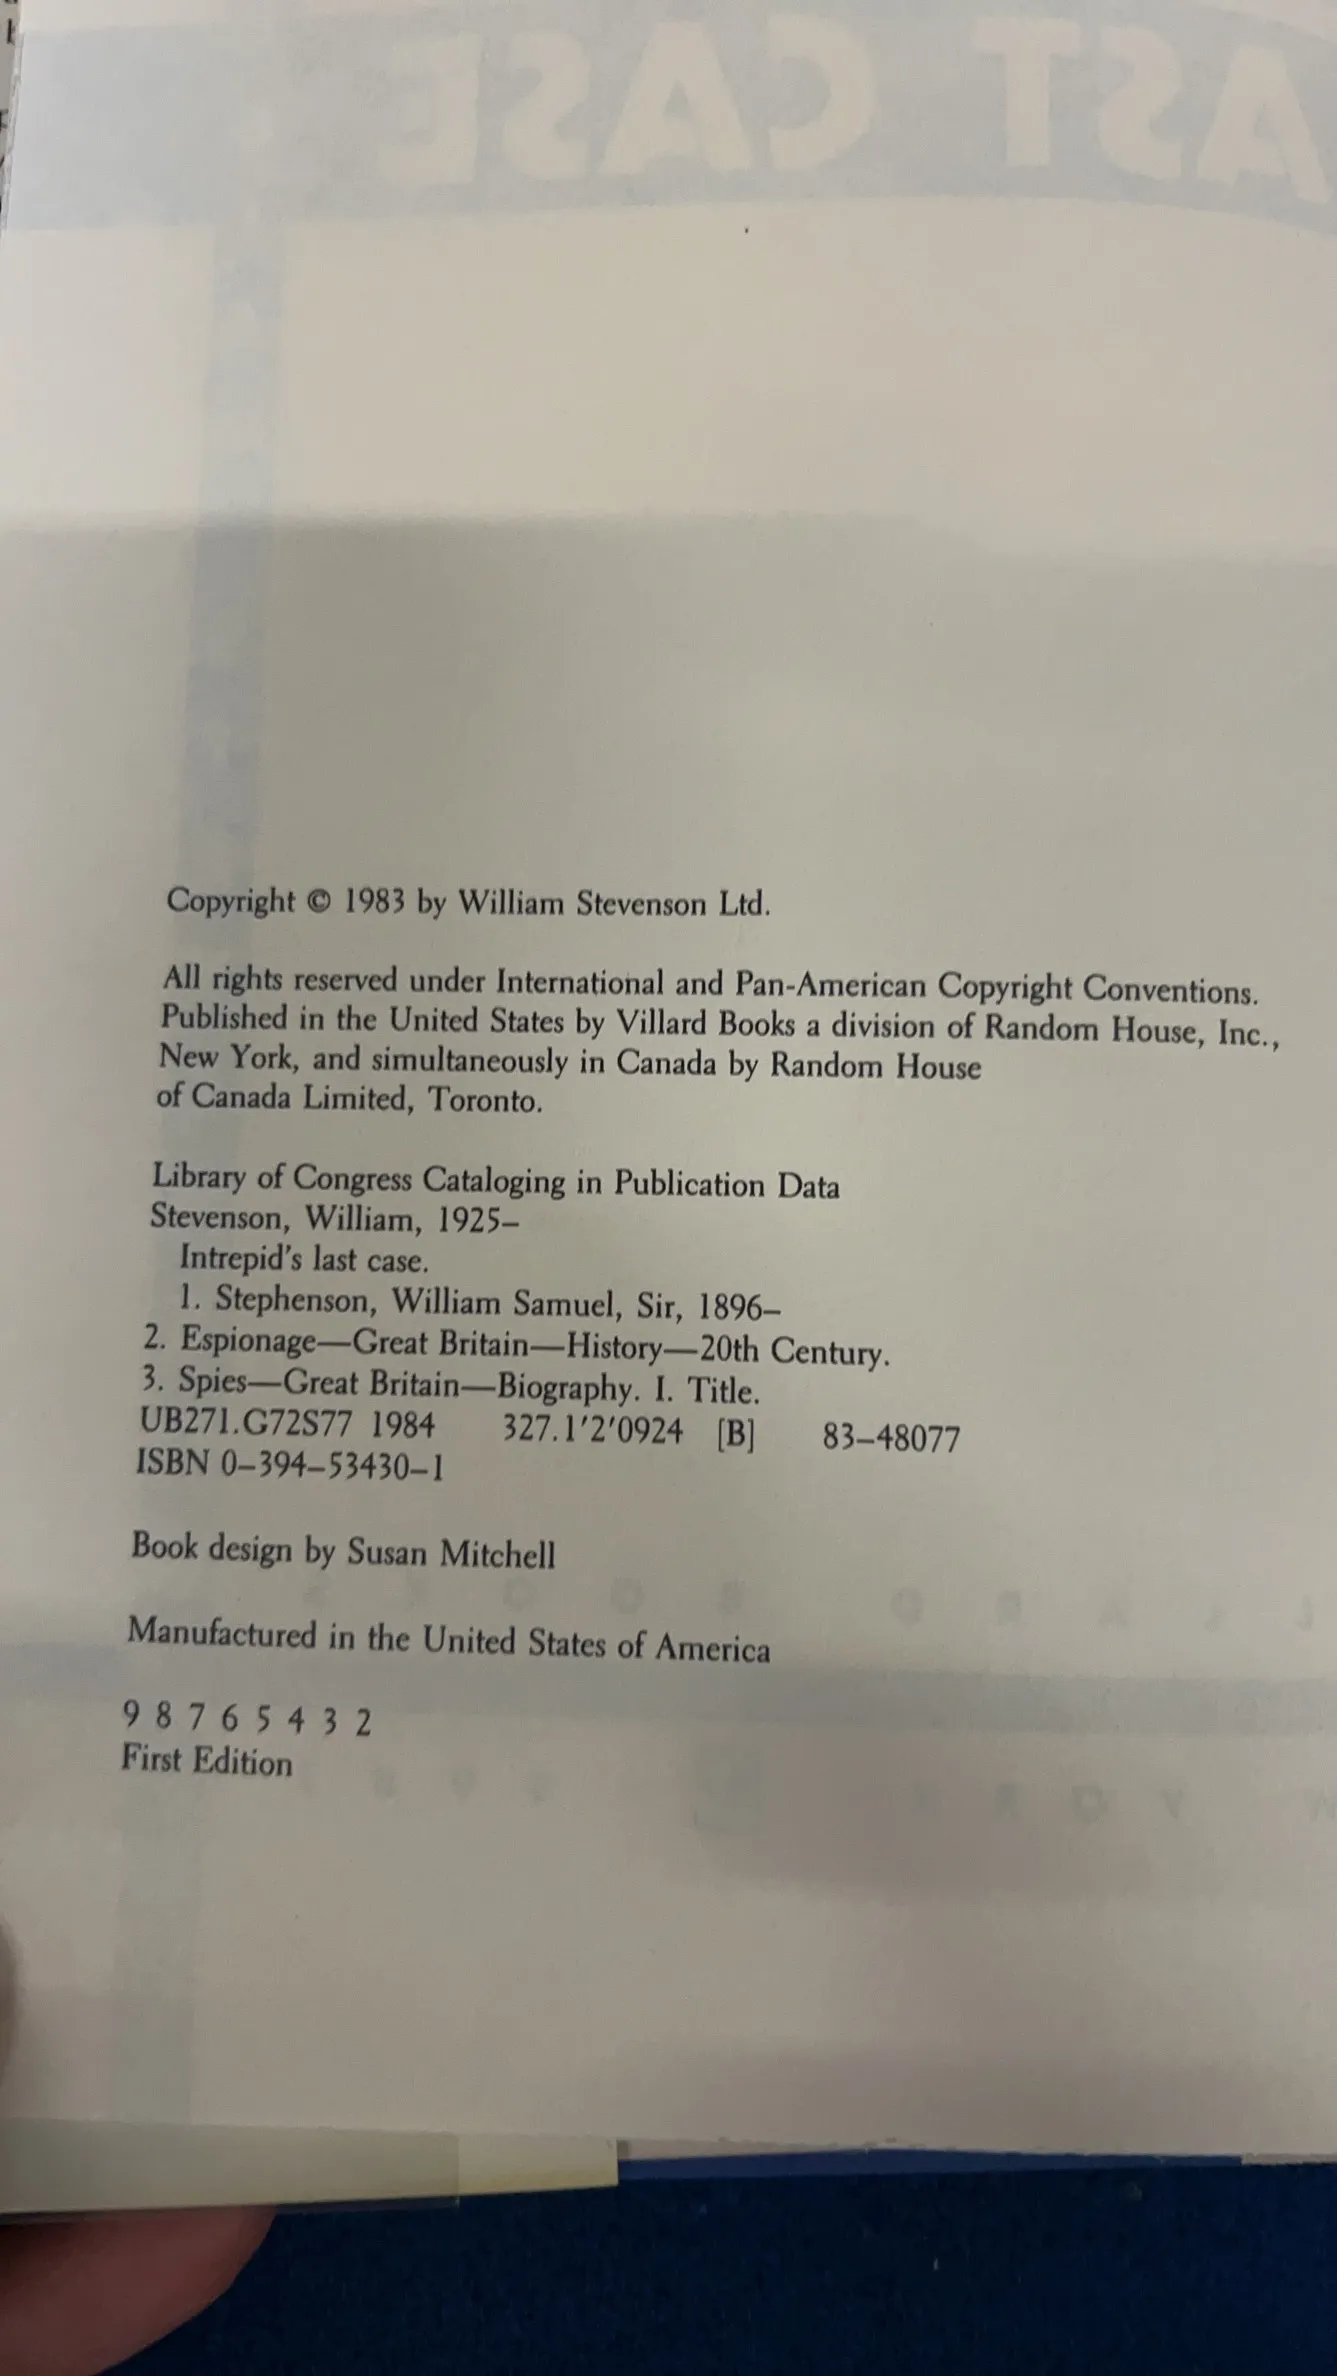 AST CASE
Copyright © 1983 by William Stevenson Ltd.
All rights reserved under International and Pan-American Copyright Conventions.
Published in the United States by Villard Books a division of Random House, Inc.,
New York, and simultaneously in Canada by Random House
of Canada Limited, Toronto.
Library of Congress Cataloging in Publication Data
Stevenson, William, 1925–
Intrepid's last case.
1. Stephenson, William Samuel, Sir, 1896–
2. Espionage—Great Britain—History—20th Century.
3. Spies—Great Britain—Biography. I. Title.
UB271.G72S77 1984 327.1'2'0924 [B] 83–48077
ISBN 0–394–53430–1
Book design by Susan Mitchell
Manufactured in the United States of America
9 8 7 6 5 4 3 2
First Edition